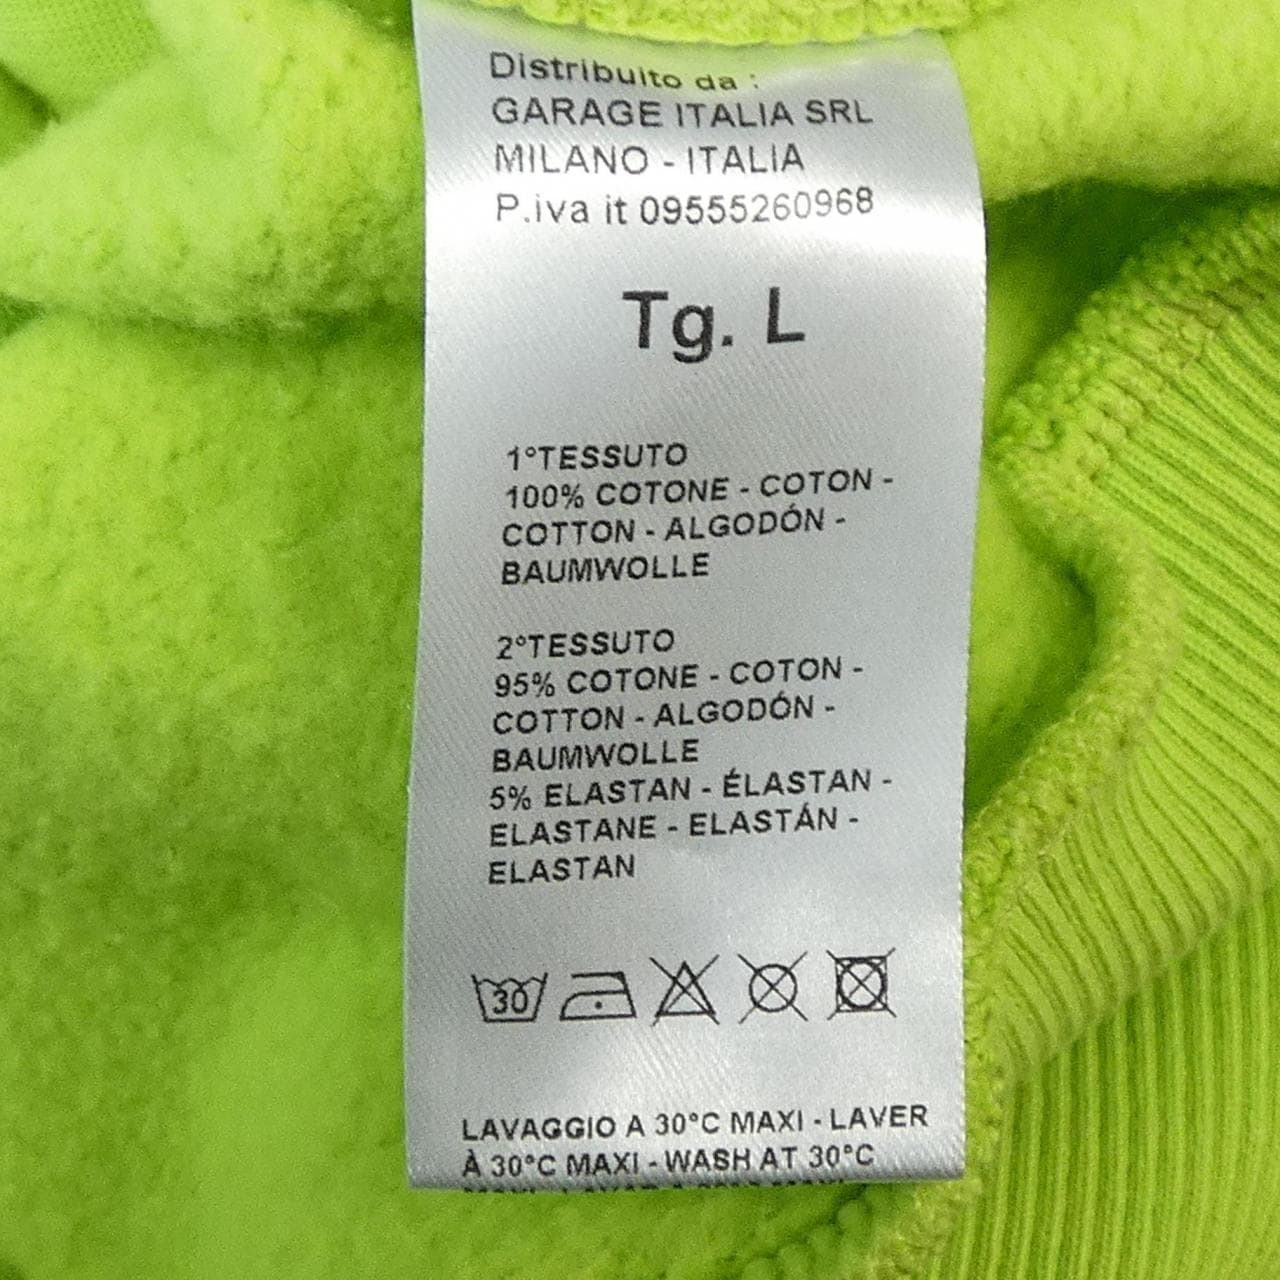 Distribuito da :
GARAGE ITALIA SRL
MILANO - ITALIA
P.iva it 09555260968
Tg. L
1°TESSUTO
100% COTONE - COTON -
COTTON - ALGODÓN -
BAUMWOLLE
2°TESSUTO
95% COTONE - COTON -
COTTON - ALGODÓN -
BAUMWOLLE
5% ELASTAN - ÉLASTAN -
ELASTANE - ELASTÁN -
ELASTAN
30
LAVAGGIO A 30°C MAXI - LAVER
À 30°C MAXI - WASH AT 30°C